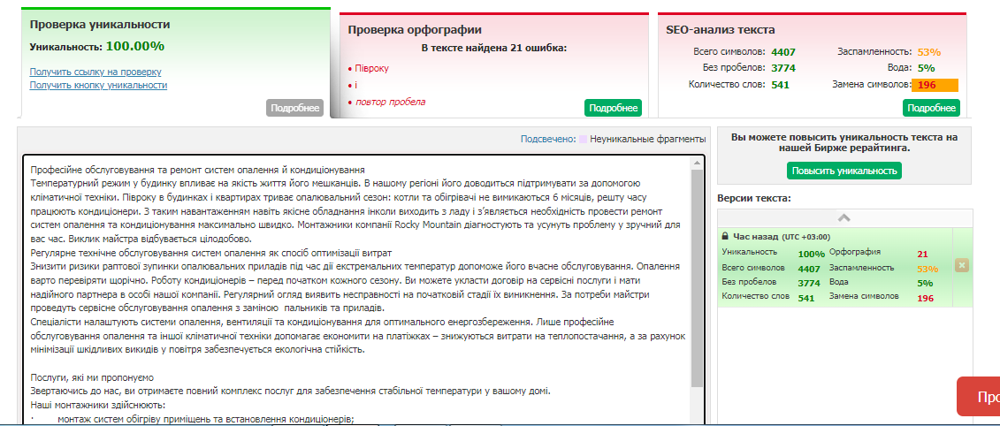 Проверка уникальности
Уникальность: 100.00%
Получить ссылку на проверку
Получить кнопку уникальности
Подробнее
Проверка орфографии
В тексте найдена 21 ошибка:
• Півроку
• і
• повтор пробела
Подробнее
SEO-анализ текста
Всего символов: 4407
Без пробелов: 3774
Количество слов: 541
Заспамленность: 53%
Вода: 5%
Замена символов: 196
Подробнее
Подсвечено: Неуникальные фрагменты
Професійне обслуговування та ремонт систем опалення й кондиціонування
Температурний режим у будинку впливає на якість життя його мешканців. В нашому регіоні його доводиться підтримувати за допомогою
кліматичної техніки. Півроку в будинках і квартирах триває опалювальний сезон: котли та обігрівачі не вимикаються 6 місяців, решту часу
працюють кондиціонери. З таким навантаженням навіть якісне обладнання інколи виходить з ладу і з’являється необхідність провести ремонт
систем опалення та кондиціонування максимально швидко. Монтажники компанії Rocky Mountain діагностують та усунуть проблему у зручний для
вас час. Виклик майстра відбувається цілодобово.
Регулярне технічне обслуговування систем опалення як спосіб оптимізації витрат
Знизити ризики раптової зупинки опалювальних приладів під час дії екстремальних температур допоможе його вчасне обслуговування. Опалення
варто перевіряти щорічно. Роботу кондиціонерів – перед початком кожного сезону. Ви можете укласти договір на сервісні послуги і мати
надійного партнера в особі нашої компанії. Регулярний огляд виявить несправності на початковій стадії їх виникнення. За потреби майстри
проведуть сервісне обслуговування опалення з заміною  пальників та приладів.
Спеціалісти налаштують системи опалення, вентиляції та кондиціонування для оптимального енергозбереження. Лише професійне
обслуговування опалення та іншої кліматичної техніки допомагає економити на платіжках – знижуються витрати на теплопостачання, а за рахунок
мінімізації шкідливих викидів у повітря забезпечується екологічна стійкість.
Послуги, які ми пропонуємо
Звертаючись до нас, ви отримаєте повний комплекс послуг для забезпечення стабільної температури у вашому домі.
Наші монтажники здійснюють:
· монтаж систем обігріву приміщень та встановлення кондиціонерів;
Вы можете повысить уникальность текста на
нашей Бирже рерайтинга.
Повысить уникальность
Версии текста:
Час назад (UTC +03:00)
Уникальность 100% Орфография 21
Всего символов 4407 Заспамленность 53%
Без пробелов 3774 Вода 5%
Количество слов 541 Замена символов 196
Про